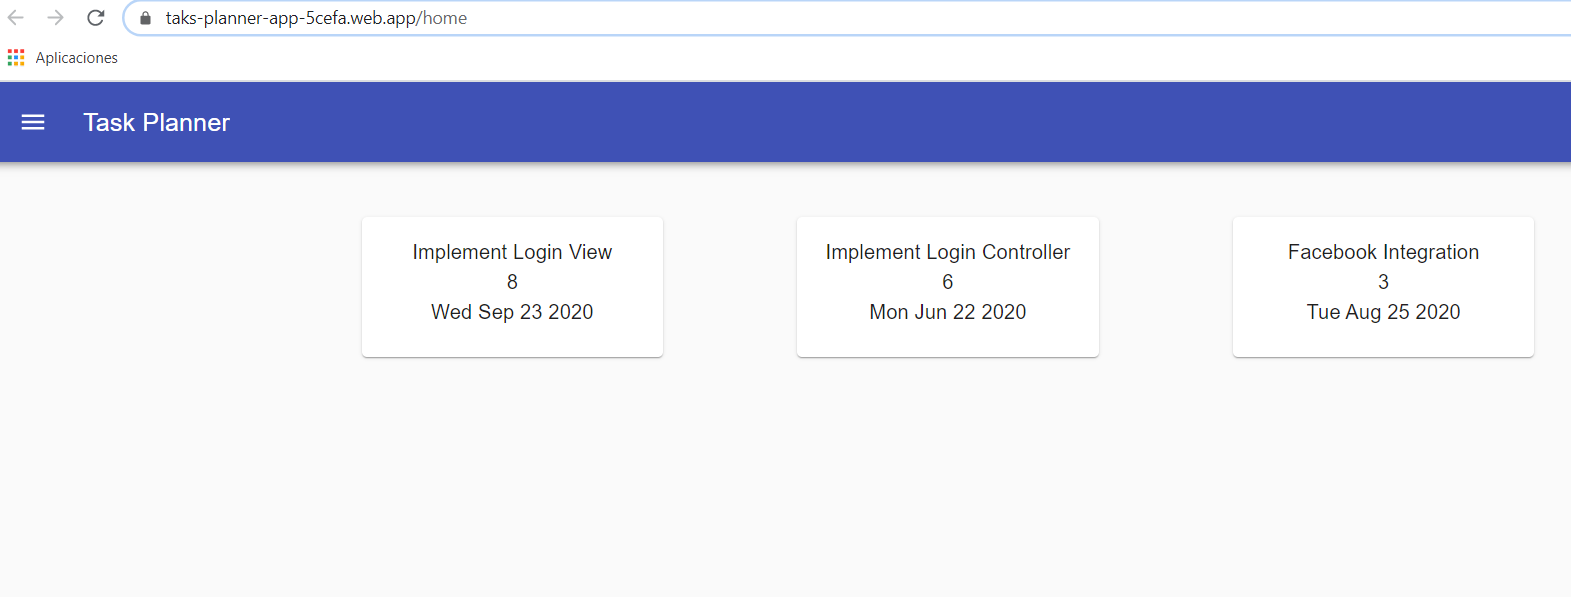 taks-planner-app-5cefa.web.app/home
Aplicaciones
Task Planner
Implement Login View
8
Wed Sep 23 2020
Implement Login Controller
6
Mon Jun 22 2020
Facebook Integration
3
Tue Aug 25 2020